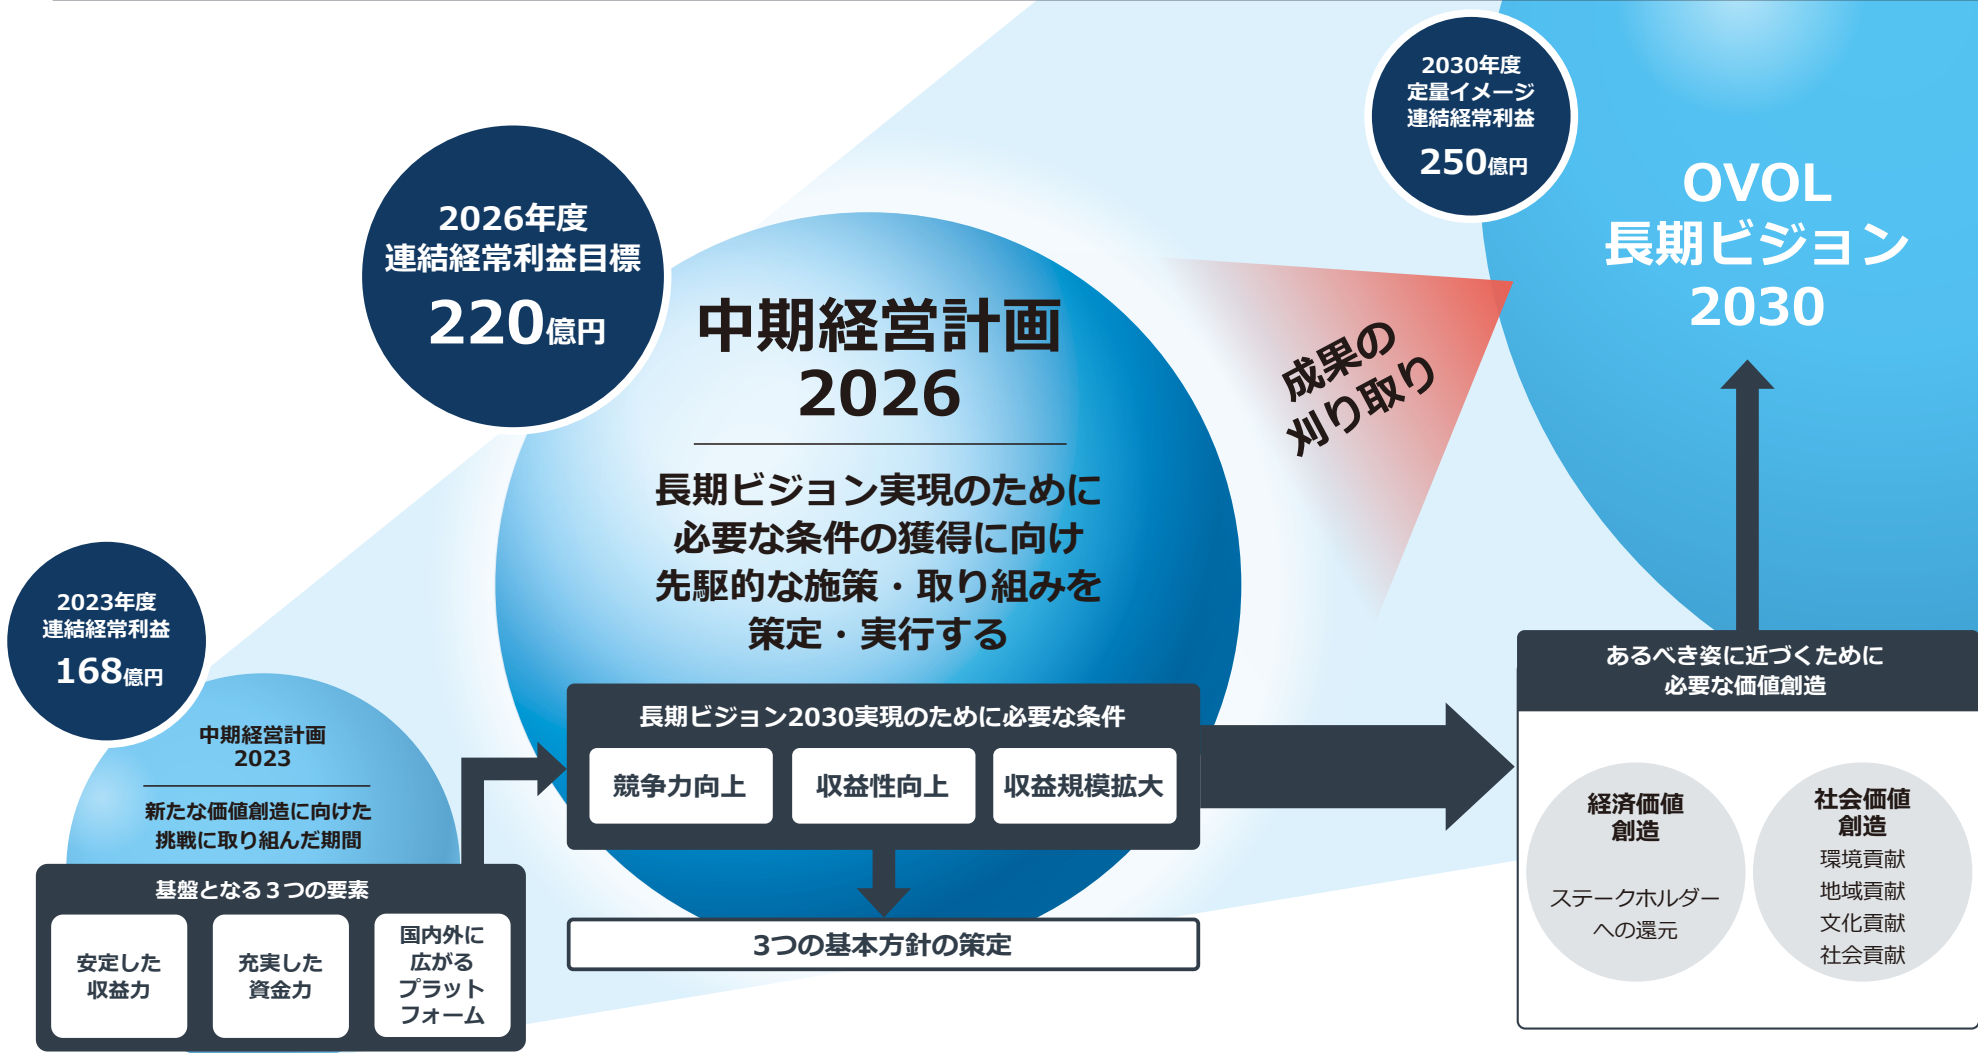 2023年度
連結経常利益
168億円
中期経営計画
2023
新たな価値創造に向けた
挑戦に取り組んだ期間
基盤となる3つの要素
安定した
収益力
充実した
資金力
国内外に
広がる
プラット
フォーム
2026年度
連結経常利益目標
220億円
中期経営計画
2026
長期ビジョン実現のために
必要な条件の獲得に向け
先駆的な施策・取り組みを
策定・実行する
長期ビジョン2030実現のために必要な条件
競争力向上
収益性向上
収益規模拡大
3つの基本方針の策定
成果の
刈り取り
2030年度
定量イメージ
連結経常利益
250億円
OVOL
長期ビジョン
2030
あるべき姿に近づくために
必要な価値創造
経済価値
創造
ステークホルダー
への還元
社会価値
創造
環境貢献
地域貢献
文化貢献
社会貢献